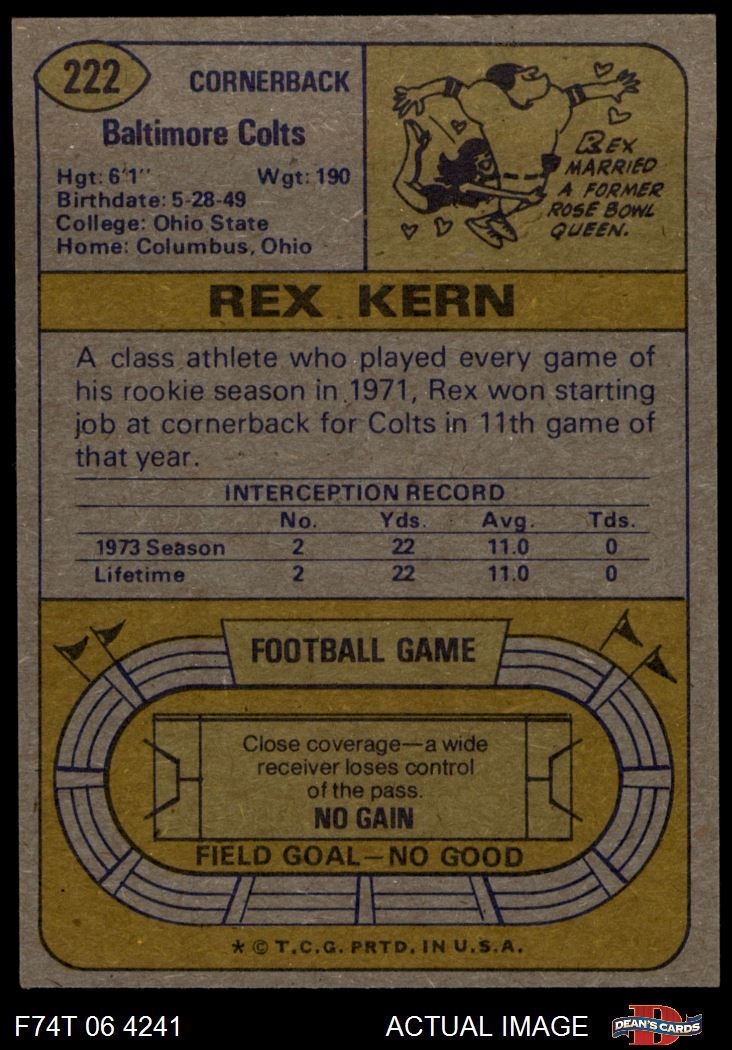 222
CORNERBACK
Baltimore Colts
Hgt: 6'1" Wgt: 190
Birthdate: 5-28-49
College: Ohio State
Home: Columbus, Ohio
REX
MARRIED
A FORMER
ROSE BOWL
QUEEN.
REX KERN
A class athlete who played every game of
his rookie season in 1971, Rex won starting
job at cornerback for Colts in 11th game of
that year.
INTERCEPTION RECORD
No. Yds. Avg. Tds.
1973 Season 2 22 11.0 0
Lifetime 2 22 11.0 0
FOOTBALL GAME
Close coverage—a wide
receiver loses control
of the pass.
NO GAIN
FIELD GOAL—NO GOOD
* © T.C.G. PRTD. IN U.S.A.
F74T 06 4241 ACTUAL IMAGE
D
DEAN'S CARDS